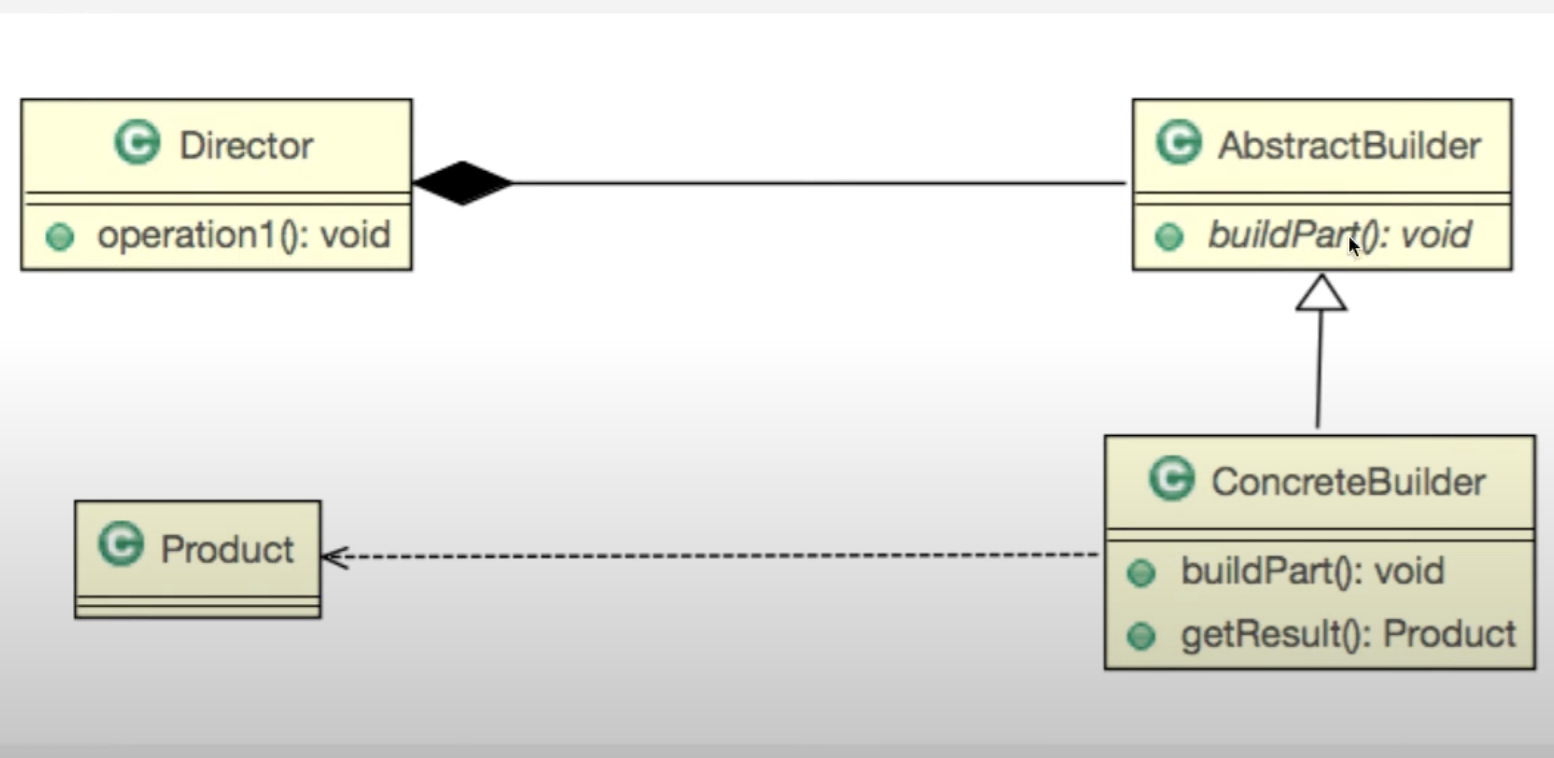 C Director
operation1(): void
C AbstractBuilder
buildPart(): void
C Product
C ConcreteBuilder
buildPart(): void
getResult(): Product